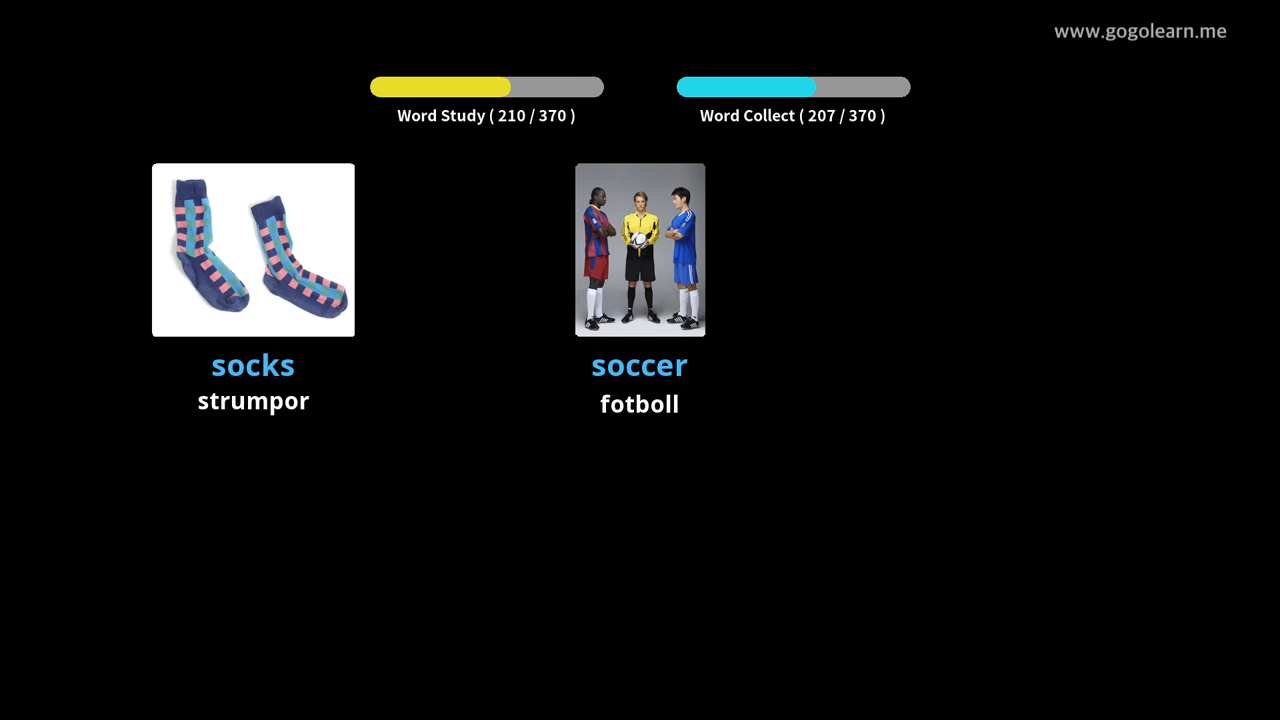 www.gogolearn.me
Word Study ( 210 / 370 )
Word Collect ( 207 / 370 )
socks
strumpor
soccer
fotboll